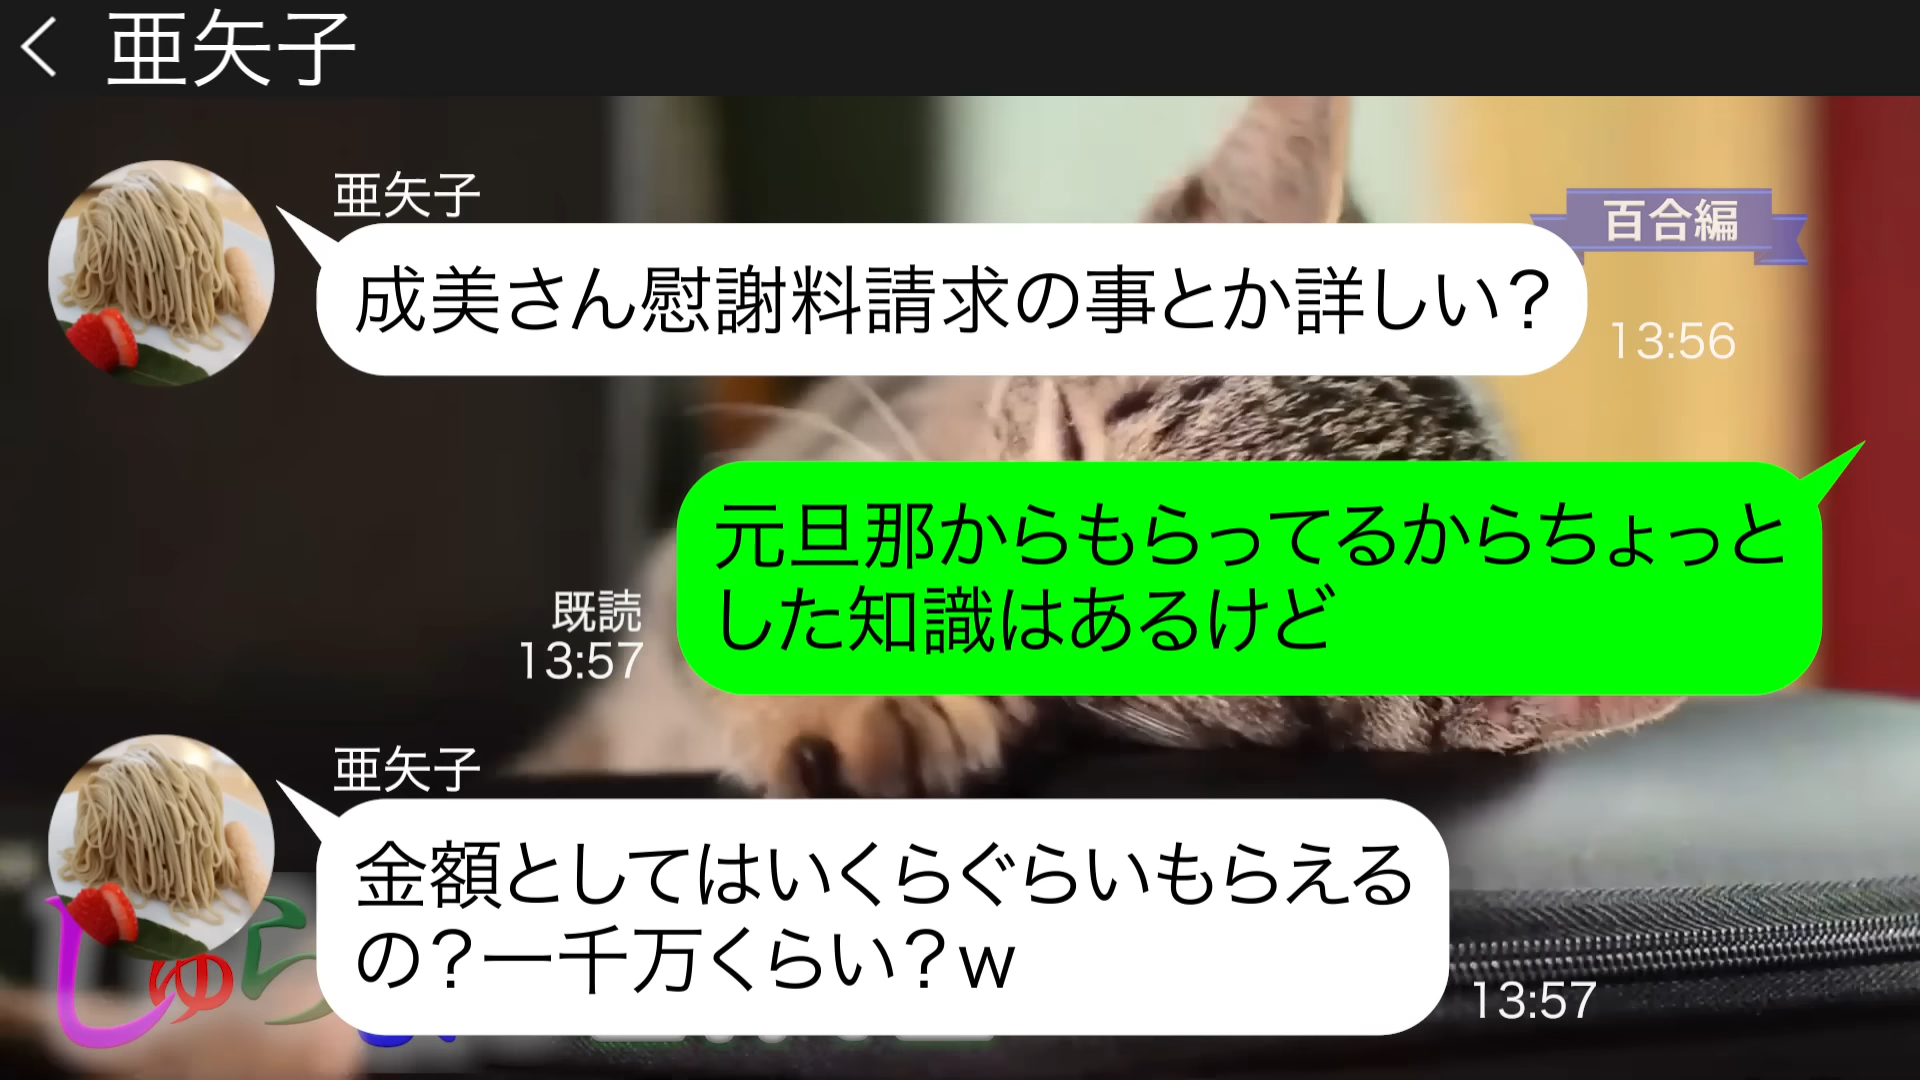 亜矢子
亜矢子
百合編
成美さん慰謝料請求の事とか詳しい？
13:56
元旦那からもらってるからちょっと
した知識はあるけど
既読
13:57
亜矢子
金額としてはいくらぐらいもらえる
の？一千万くらい？w
13:57
しゅら